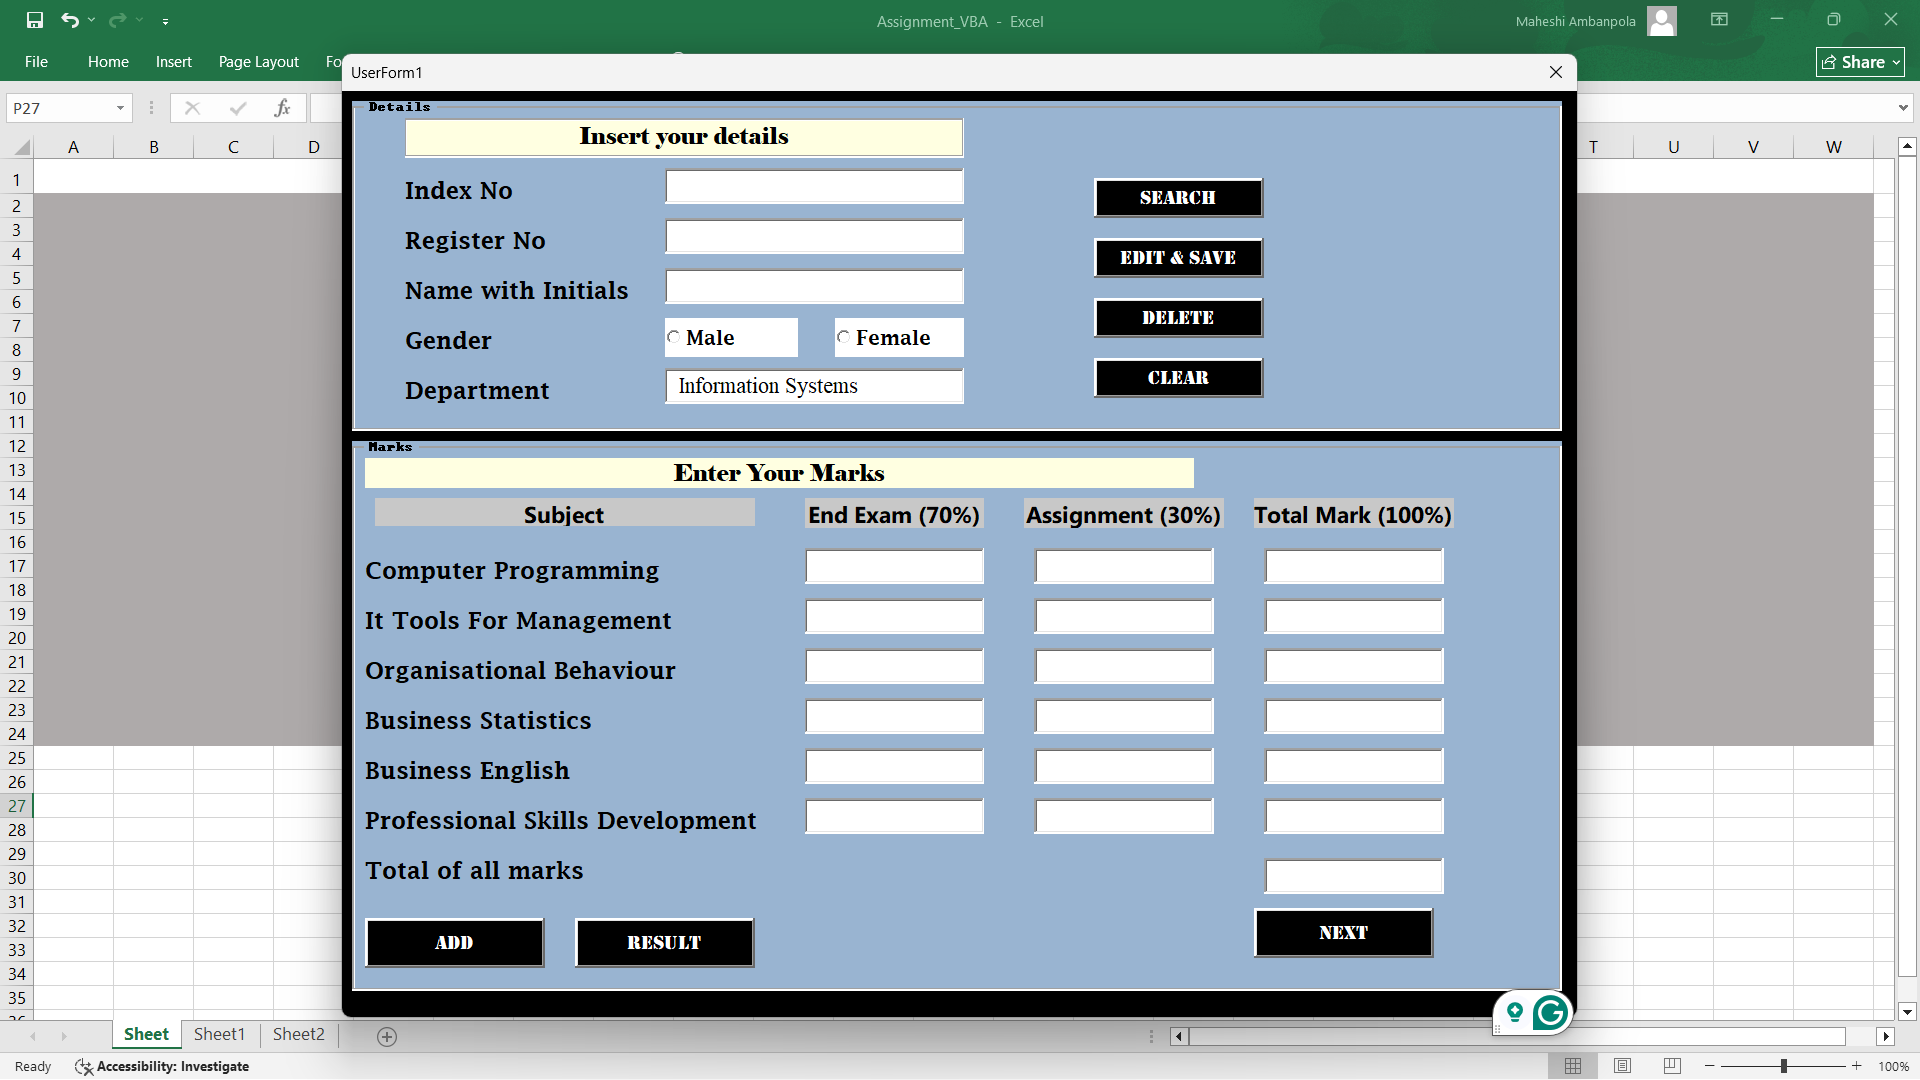 Assignment_VBA - Excel
Maheshi Ambanpola
File
Home
Insert
Page Layout
Fo
Share
UserForm1
P27
fx
A B C D T U V W
Details
Insert your details
Index No
SEARCH
Register No
EDIT & SAVE
Name with Initials
DELETE
Gender
Male
Female
Department
Information Systems
CLEAR
Marks
Enter Your Marks
Subject
End Exam (70%)
Assignment (30%)
Total Mark (100%)
Computer Programming
It Tools For Management
Organisational Behaviour
Business Statistics
Business English
Professional Skills Development
Total of all marks
ADD
RESULT
NEXT
1
2
3
4
5
6
7
8
9
10
11
12
13
14
15
16
17
18
19
20
21
22
23
24
25
26
27
28
29
30
31
32
33
34
35
Sheet
Sheet1
Sheet2
Ready
Accessibility: Investigate
100%